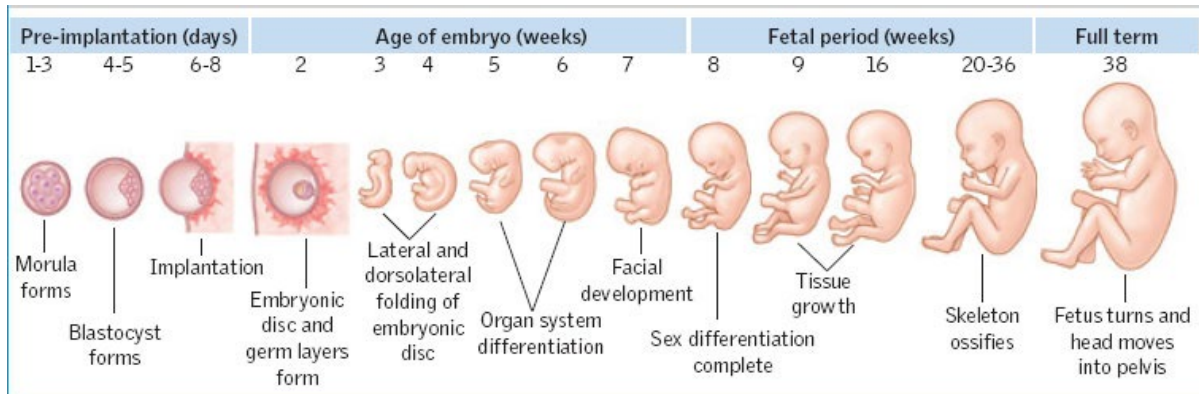 Pre-implantation (days) Age of embryo (weeks) Fetal period (weeks) Full term
1-3 4-5 6-8 2 3 4 5 6 7 8 9 16 20-36 38
Morula
forms
Blastocyst
forms
Implantation
Embryonic
disc and
germ layers
form
Lateral and
dorsolateral
folding of
embryonic
disc
Organ system
differentiation
Facial
development
Sex differentiation
complete
Tissue
growth
Skeleton
ossifies
Fetus turns and
head moves
into pelvis